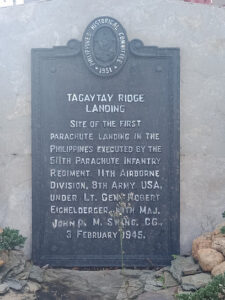 PHILIPPINES HISTORICAL COMMITTEE
1951
TAGAYTAY RIDGE
LANDING
SITE OF THE FIRST
PARACHUTE LANDING IN THE
PHILIPPINES EXECUTED BY THE
511TH PARACHUTE INFANTRY
REGIMENT, 11TH AIRBORNE
DIVISION, 8TH ARMY USA,
UNDER LT. GEN. ROBERT
EICHELBERGER, WITH MAJ.
JOHN M. SWING, CG.,
3 FEBRUARY 1945.